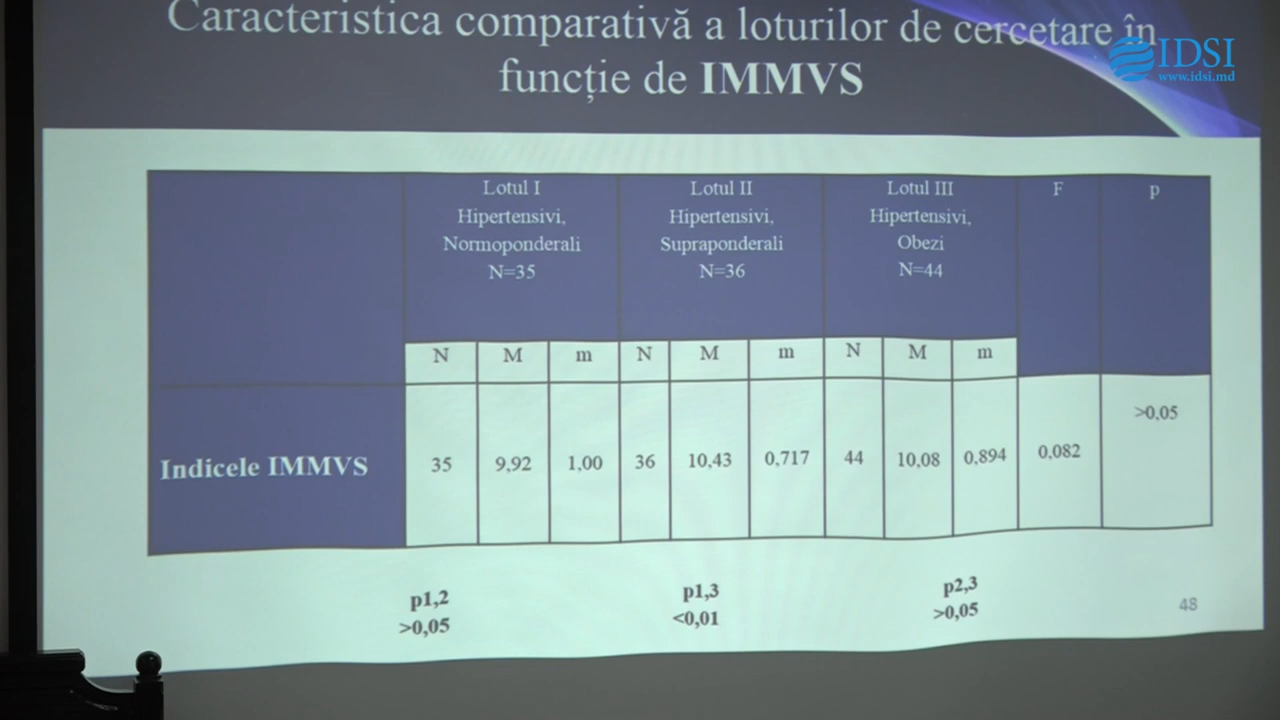 Caracteristica comparativă a loturilor de cercetare în
funcție de IMMVS
IDSI
www.idsi.md
Lotul I
Hipertensivi,
Normoponderali
N=35
Lotul II
Hipertensivi,
Supraponderali
N=36
Lotul III
Hipertensivi,
Obezi
N=44
F
p
N M m N M m N M m
Indicele IMMVS 35 9,92 1,00 36 10,43 0,717 44 10,08 0,894 0,082 >0,05
p1,2
>0,05
p1,3
<0,01
p2,3
>0,05
48